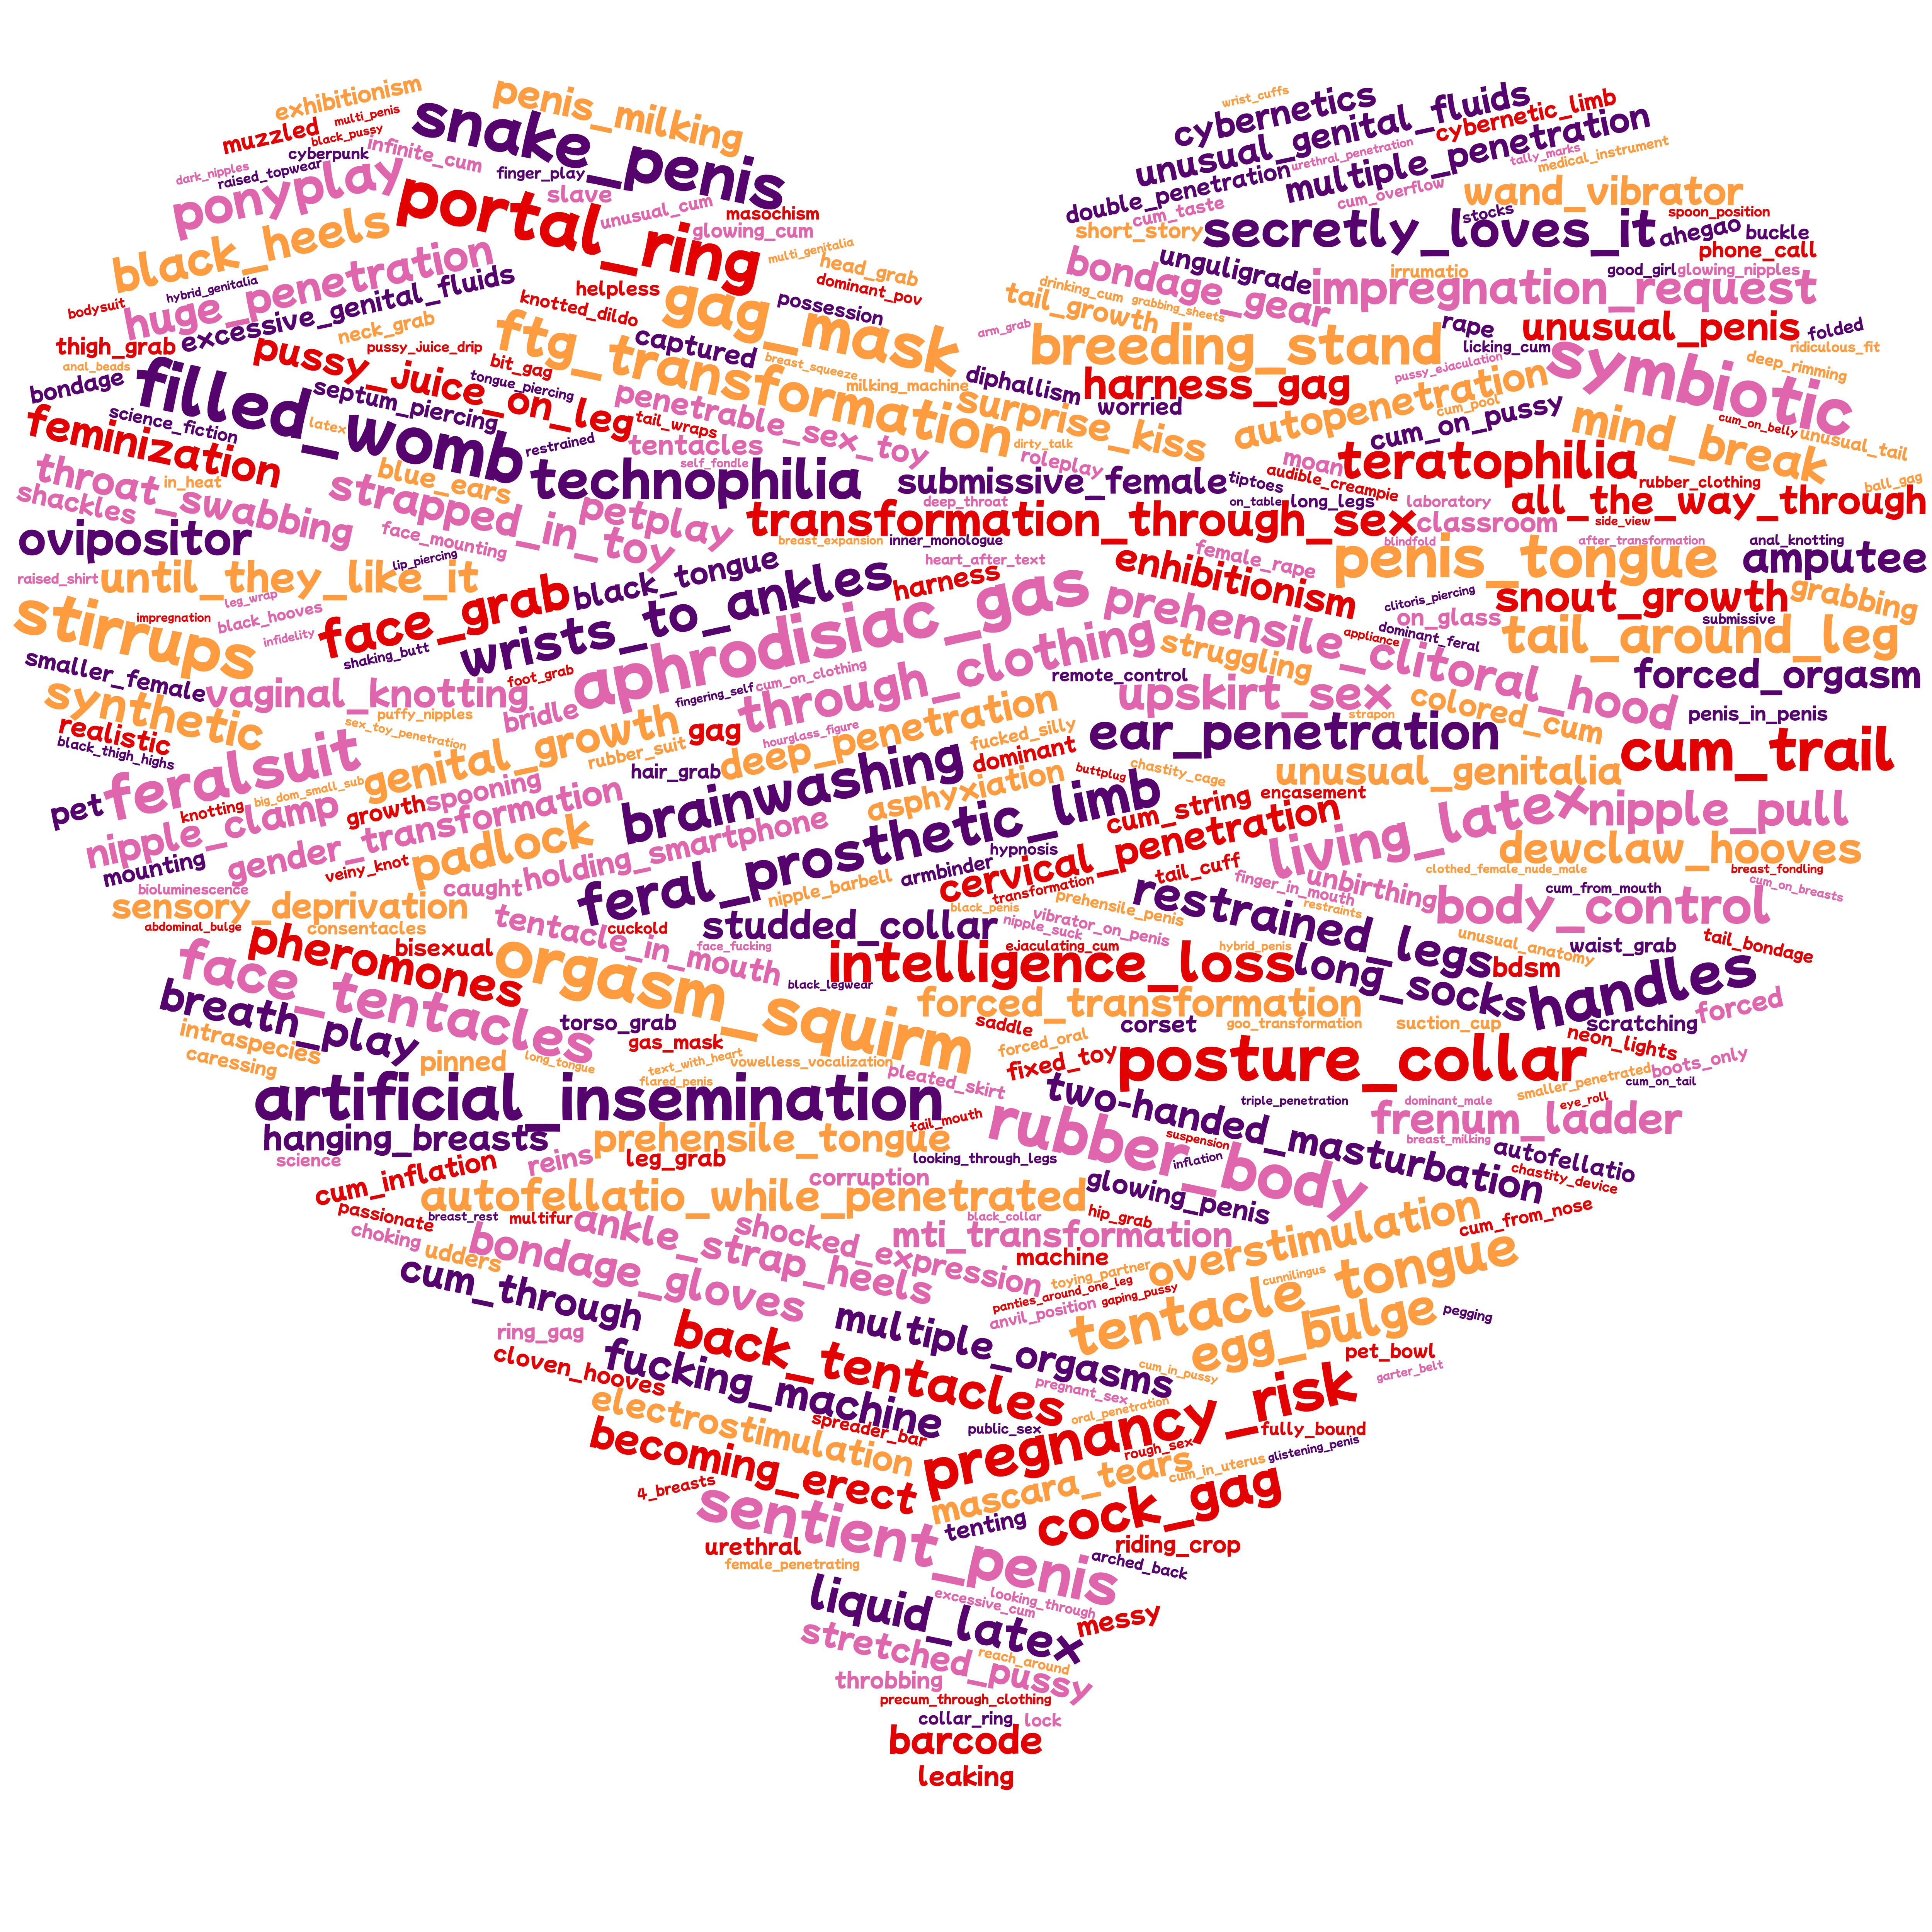 exhibitionism
penis_milking
wrist_cuffs
cybernetics
unusual_genital_fluids
cybernetic_limb
muzzled
multi_penis
black_pussy
snake_penis
multiple_penetration
urethral_penetration
tally_marks
medical_instrument
cyberpunk
infinite_cum
dark_nipples
raised_topwear
finger_play
slave
double_penetration
wand_vibrator
ponyplay
portal_ring
unusual_cum
masochism
cum_taste
cum_overflow
stocks
spoon_position
black_heels
glowing_cum
short_story
secretly_loves_it
ahegao
buckle
multi_genitalia
head_grab
phone_call
huge_penetration
hybrid_genitalia
excessive_genital_fluids
helpless
dominant_pov
bondage_gear
unguligrade
irrumatio
good_girl
glowing_nipples
bodysuit
knotted_dildo
gag_mask
possession
tail_growth
drinking_cum
grabbing_sheets
impregnation_request
thigh_grab
neck_grab
captured
arm_grab
breeding_stand
rape
unusual_penis
folded
anal_beads
pussy_juice_on_leg
pussy_juice_drip
bit_gag
ftg_transformation
breast_squeeze
licking_cum
ridiculous_fit
bondage
filled_womb
septum_piercing
tongue_piercing
milking_machine
diphallism
harness_gag
pussy_ejaculation
symbiotic
deep_rimming
science_fiction
penetrable_sex_toy
surprise_kiss
worried
autopenetration
cum_pool
feminization
latex
tail_wraps
restrained
tentacles
dirty_talk
cum_on_pussy
mind_break
cum_on_belly
unusual_tail
throat_swabbing
in_heat
blue_ears
technophilia
self_fondle
roleplay
moan
teratophilia
shackles
strapped_in_toy
petplay
submissive_female
tiptoes
audible_creampie
rubber_clothing
ball_gag
deep_throat
on_table
long_legs
laboratory
all_the_way_through
ovipositor
face_mounting
transformation_through_sex
classroom
side_view
breast_expansion
inner_monologue
blindfold
after_transformation
anal_knotting
raised_shirt
until_they_like_it
lip_piercing
black_tongue
heart_after_text
female_rape
penis_tongue
amputee
stirrups
leg_wrap
impregnation
black_hooves
face_grab
wrists_to_ankles
harness
enhibitionism
clitoris_piercing
snout_growth
grabbing
infidelity
aphrodisiac_gas
prehensile_clitoral_hood
on_glass
submissive
smaller_female
shaking_butt
foot_grab
through_clothing
struggling
appliance
dominant_feral
tail_around_leg
synthetic
vaginal_knotting
fingering_self
cum_on_clothing
remote_control
upskirt_sex
forced_orgasm
realistic
puffy_nipples
bridle
colored_cum
black_thigh_highs
sex_toy_penetration
genital_growth
gag
hourglass_figure
strapon
penis_in_penis
feralsuit
rubber_suit
deep_penetration
fucked_silly
ear_penetration
cum_trail
pet
knotting
big_dom_small_sub
hair_grab
dominant
buttplug
chastity_cage
unusual_genitalia
growth
spooning
brainwashing
asphyxiation
cum_string
encasement
nipple_clamp
gender_transformation
padlock
holding_smartphone
feral_prosthetic_limb
living_latex
nipple_pull
mounting
veiny_knot
hypnosis
cervical_penetration
dewclaw_hooves
bioluminescence
caught
nipple_barbell
armbinder
transformation
tail_cuff
finger_in_mouth
unbirthing
clothed_female_nude_male
breast_fondling
sensory_deprivation
black_penis
prehensile_penis
restrained_legs
restraints
cum_from_mouth
cum_on_breasts
abdominal_bulge
consentacles
tentacle_in_mouth
cuckold
studded_collar
nipple_suck
vibrator_on_penis
body_control
pheromones
bisexual
face_fucking
ejaculating_cum
hybrid_penis
unusual_anatomy
waist_grab
tail_bondage
face_tentacles
orgasm_squirm
black_legwear
intelligence_loss
long_socks
bdsm
handles
breath_play
torso_grab
forced_transformation
forced
intraspecies
gas_mask
saddle
corset
goo_transformation
suction_cup
scratching
caressing
pinned
long_tongue
text_with_heart
vowelless_vocalization
forced_oral
neon_lights
flared_penis
pleated_skirt
fixed_toy
posture_collar
boots_only
artificial_insemination
smaller_penetrated
cum_on_tail
hanging_breasts
prehensile_tongue
tail_mouth
two-handed_masturbation
triple_penetration
dominant_male
eye_roll
frenum_ladder
science
reins
leg_grab
looking_through_legs
rubber_body
suspension
inflation
breast_milking
autofellatio
cum_inflation
corruption
chastity_device
autofellatio_while_penetrated
glowing_penis
passionate
breast_rest
multifur
ankle_strap_heels
shocked_expression
black_collar
mti_transformation
hip_grab
overstimulation
cum_from_nose
choking
udders
bondage_gloves
machine
toying_partner
cunnilingus
cum_through
panties_around_one_leg
gaping_pussy
tentacle_tongue
anvil_position
ring_gag
multiple_orgasms
egg_bulge
pegging
cloven_hooves
fucking_machine
back_tentacles
cum_in_pussy
pet_bowl
pregnant_sex
garter_belt
electrostimulation
spreader_bar
public_sex
oral_penetration
pregnancy_risk
fully_bound
becoming_erect
rough_sex
glistening_penis
4_breasts
mascara_tears
cum_in_uterus
sentient_penis
tenting
cock_gag
urethral
female_penetrating
riding_crop
arched_back
liquid_latex
excessive_cum
looking_through
messy
stretched_pussy
reach_around
throbbing
precum_through_clothing
collar_ring
lock
barcode
leaking